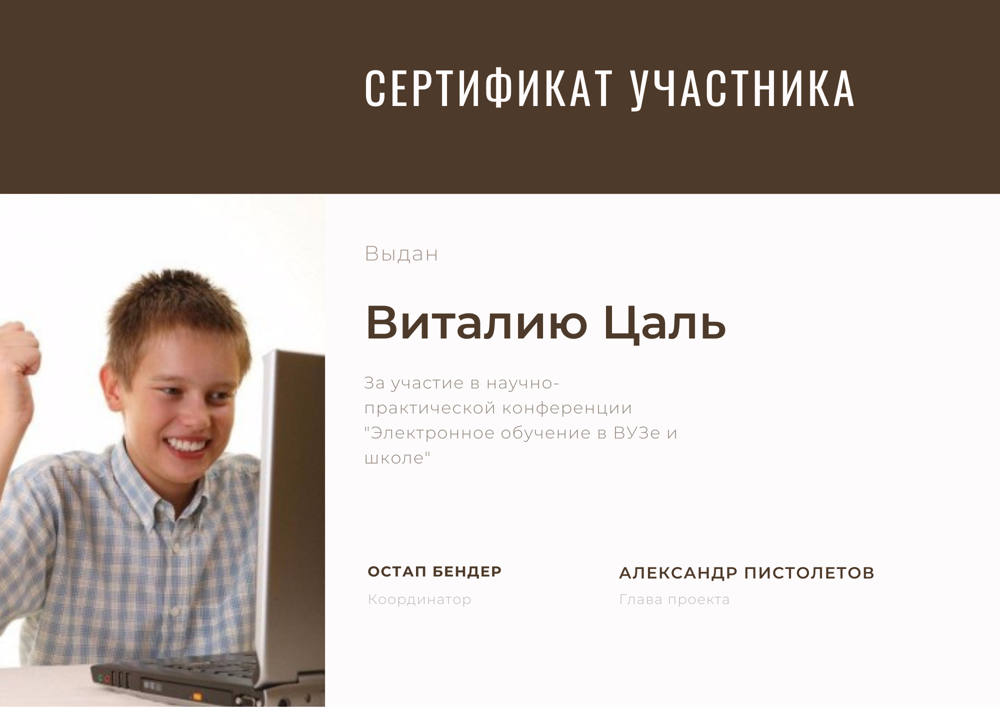 СЕРТИФИКАТ УЧАСТНИКА
Выдан
Виталию Цаль
За участие в научно-
практической конференции
"Электронное обучение в ВУЗе и
школе"
ОСТАП БЕНДЕР
Координатор
АЛЕКСАНДР ПИСТОЛЕТОВ
Глава проекта